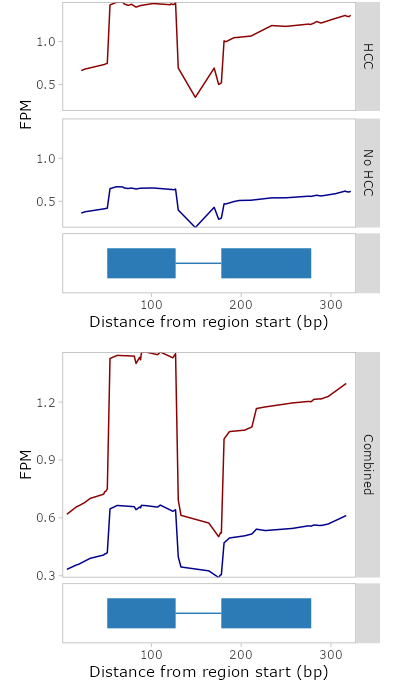 1.0
0.5
HCC
FPM
1.0
0.5
No HCC
100 200 300
Distance from region start (bp)
1.2
0.9
0.6
0.3
FPM
Combined
100 200 300
Distance from region start (bp)